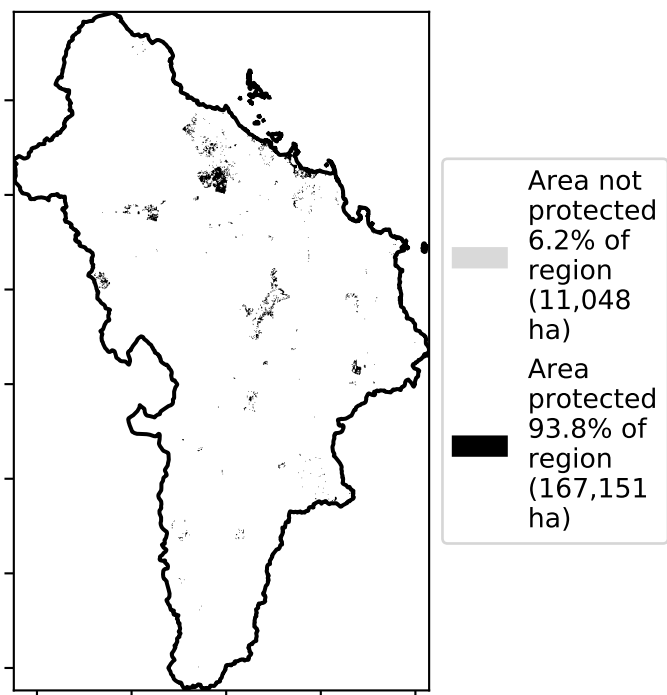 Area not
protected
6.2% of
region
(11,048
ha)
Area
protected
93.8% of
region
(167,151
ha)